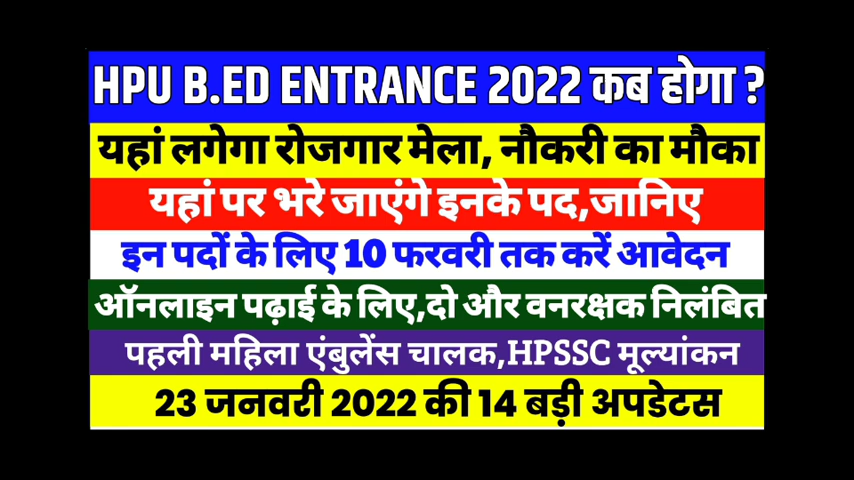 HPU B.ED ENTRANCE 2022 कब होगा ?
यहां लगेगा रोजगार मेला, नौकरी का मौका
यहां पर भरे जाएंगे इनके पद,जानिए
इन पदों के लिए 10 फरवरी तक करें आवेदन
ऑनलाइन पढ़ाई के लिए,दो और वनरक्षक निलंबित
पहली महिला एंबुलेंस चालक,HPSSC मूल्यांकन
23 जनवरी 2022 की 14 बड़ी अपडेटस